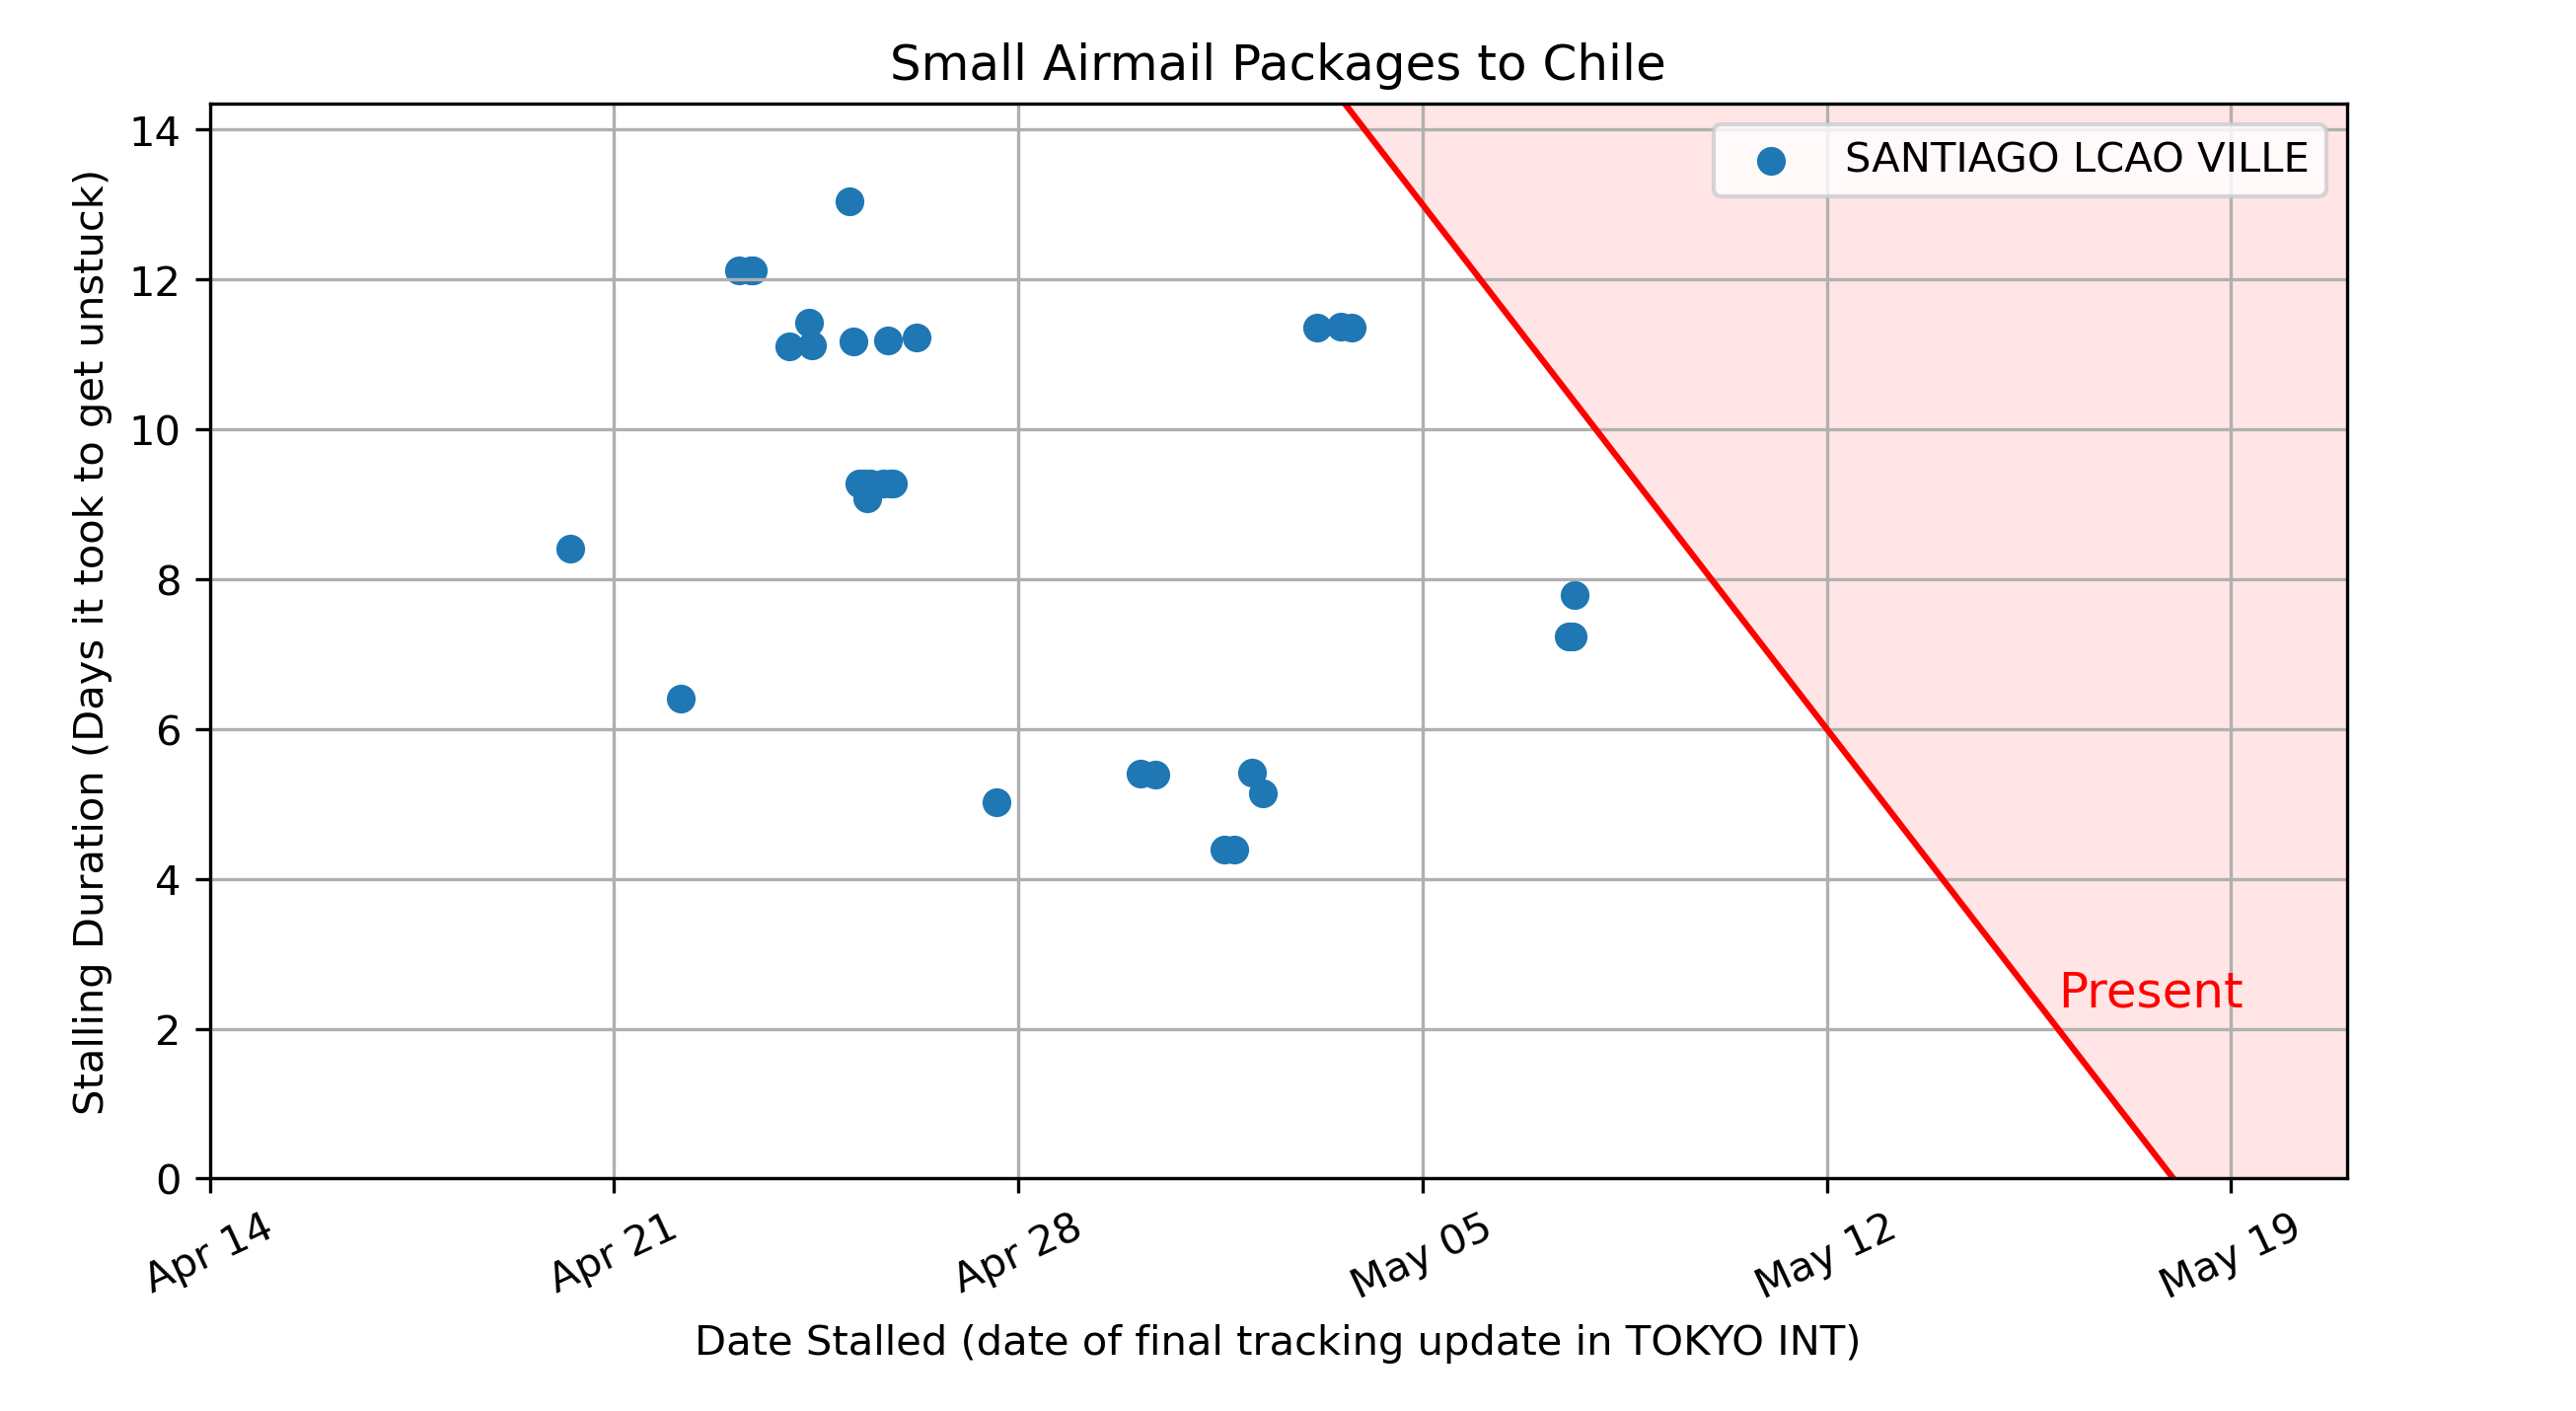 Small Airmail Packages to Chile
SANTIAGO LCAO VILLE
Stalling Duration (Days it took to get unstuck)
14
12
10
8
6
4
2
0
Present
Apr 14
Apr 21
Apr 28
May 05
May 12
May 19
Date Stalled (date of final tracking update in TOKYO INT)